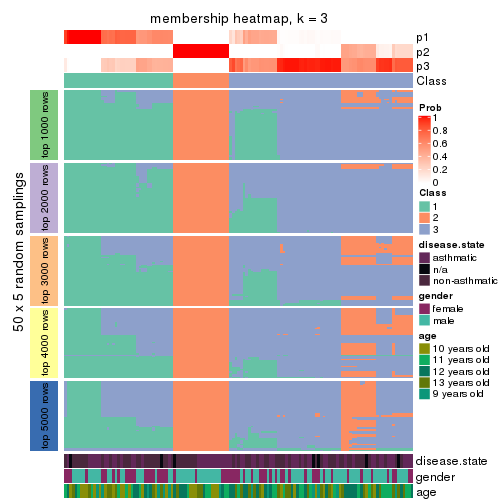 membership heatmap, k = 3
p1
p2
p3
Class
50 x 5 random samplings
top 1000 rows
top 2000 rows
top 3000 rows
top 4000 rows
top 5000 rows
Prob
1
0.8
0.6
0.4
0.2
0
Class
1
2
3
disease.state
asthmatic
n/a
non-asthmatic
gender
female
male
age
10 years old
11 years old
12 years old
13 years old
9 years old
disease.state
gender
age